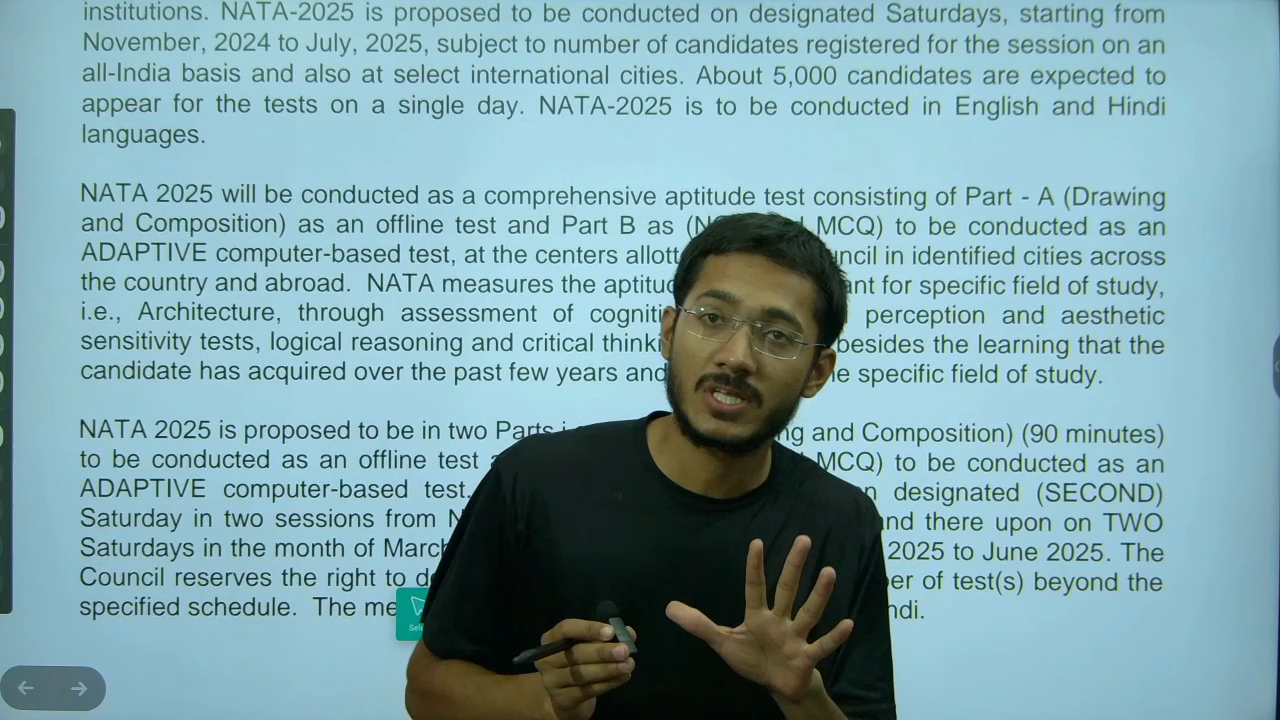 institutions. NATA-2025 is proposed to be conducted on designated Saturdays, starting from
November, 2024 to July, 2025, subject to number of candidates registered for the session on an
all-India basis and also at select international cities. About 5,000 candidates are expected to
appear for the tests on a single day. NATA-2025 is to be conducted in English and Hindi
languages.
NATA 2025 will be conducted as a comprehensive aptitude test consisting of Part - A (Drawing
and Composition) as an offline test and Part B as MCQ) to be conducted as an
ADAPTIVE computer-based test, at the centers in identified cities across
the country and abroad. NATA measures the for specific field of study,
i.e., Architecture, through assessment of perception and aesthetic
sensitivity tests, logical reasoning and critical besides the learning that the
candidate has acquired over the past few years and specific field of study.
NATA 2025 is proposed to be in two Parts and Composition) (90 minutes)
to be conducted as an offline test MCQ) to be conducted as an
ADAPTIVE computer-based test. designated (SECOND)
Saturday in two sessions from there upon on TWO
Saturdays in the month of March 2025 to June 2025. The
Council reserves the right to of test(s) beyond the
specified schedule. The